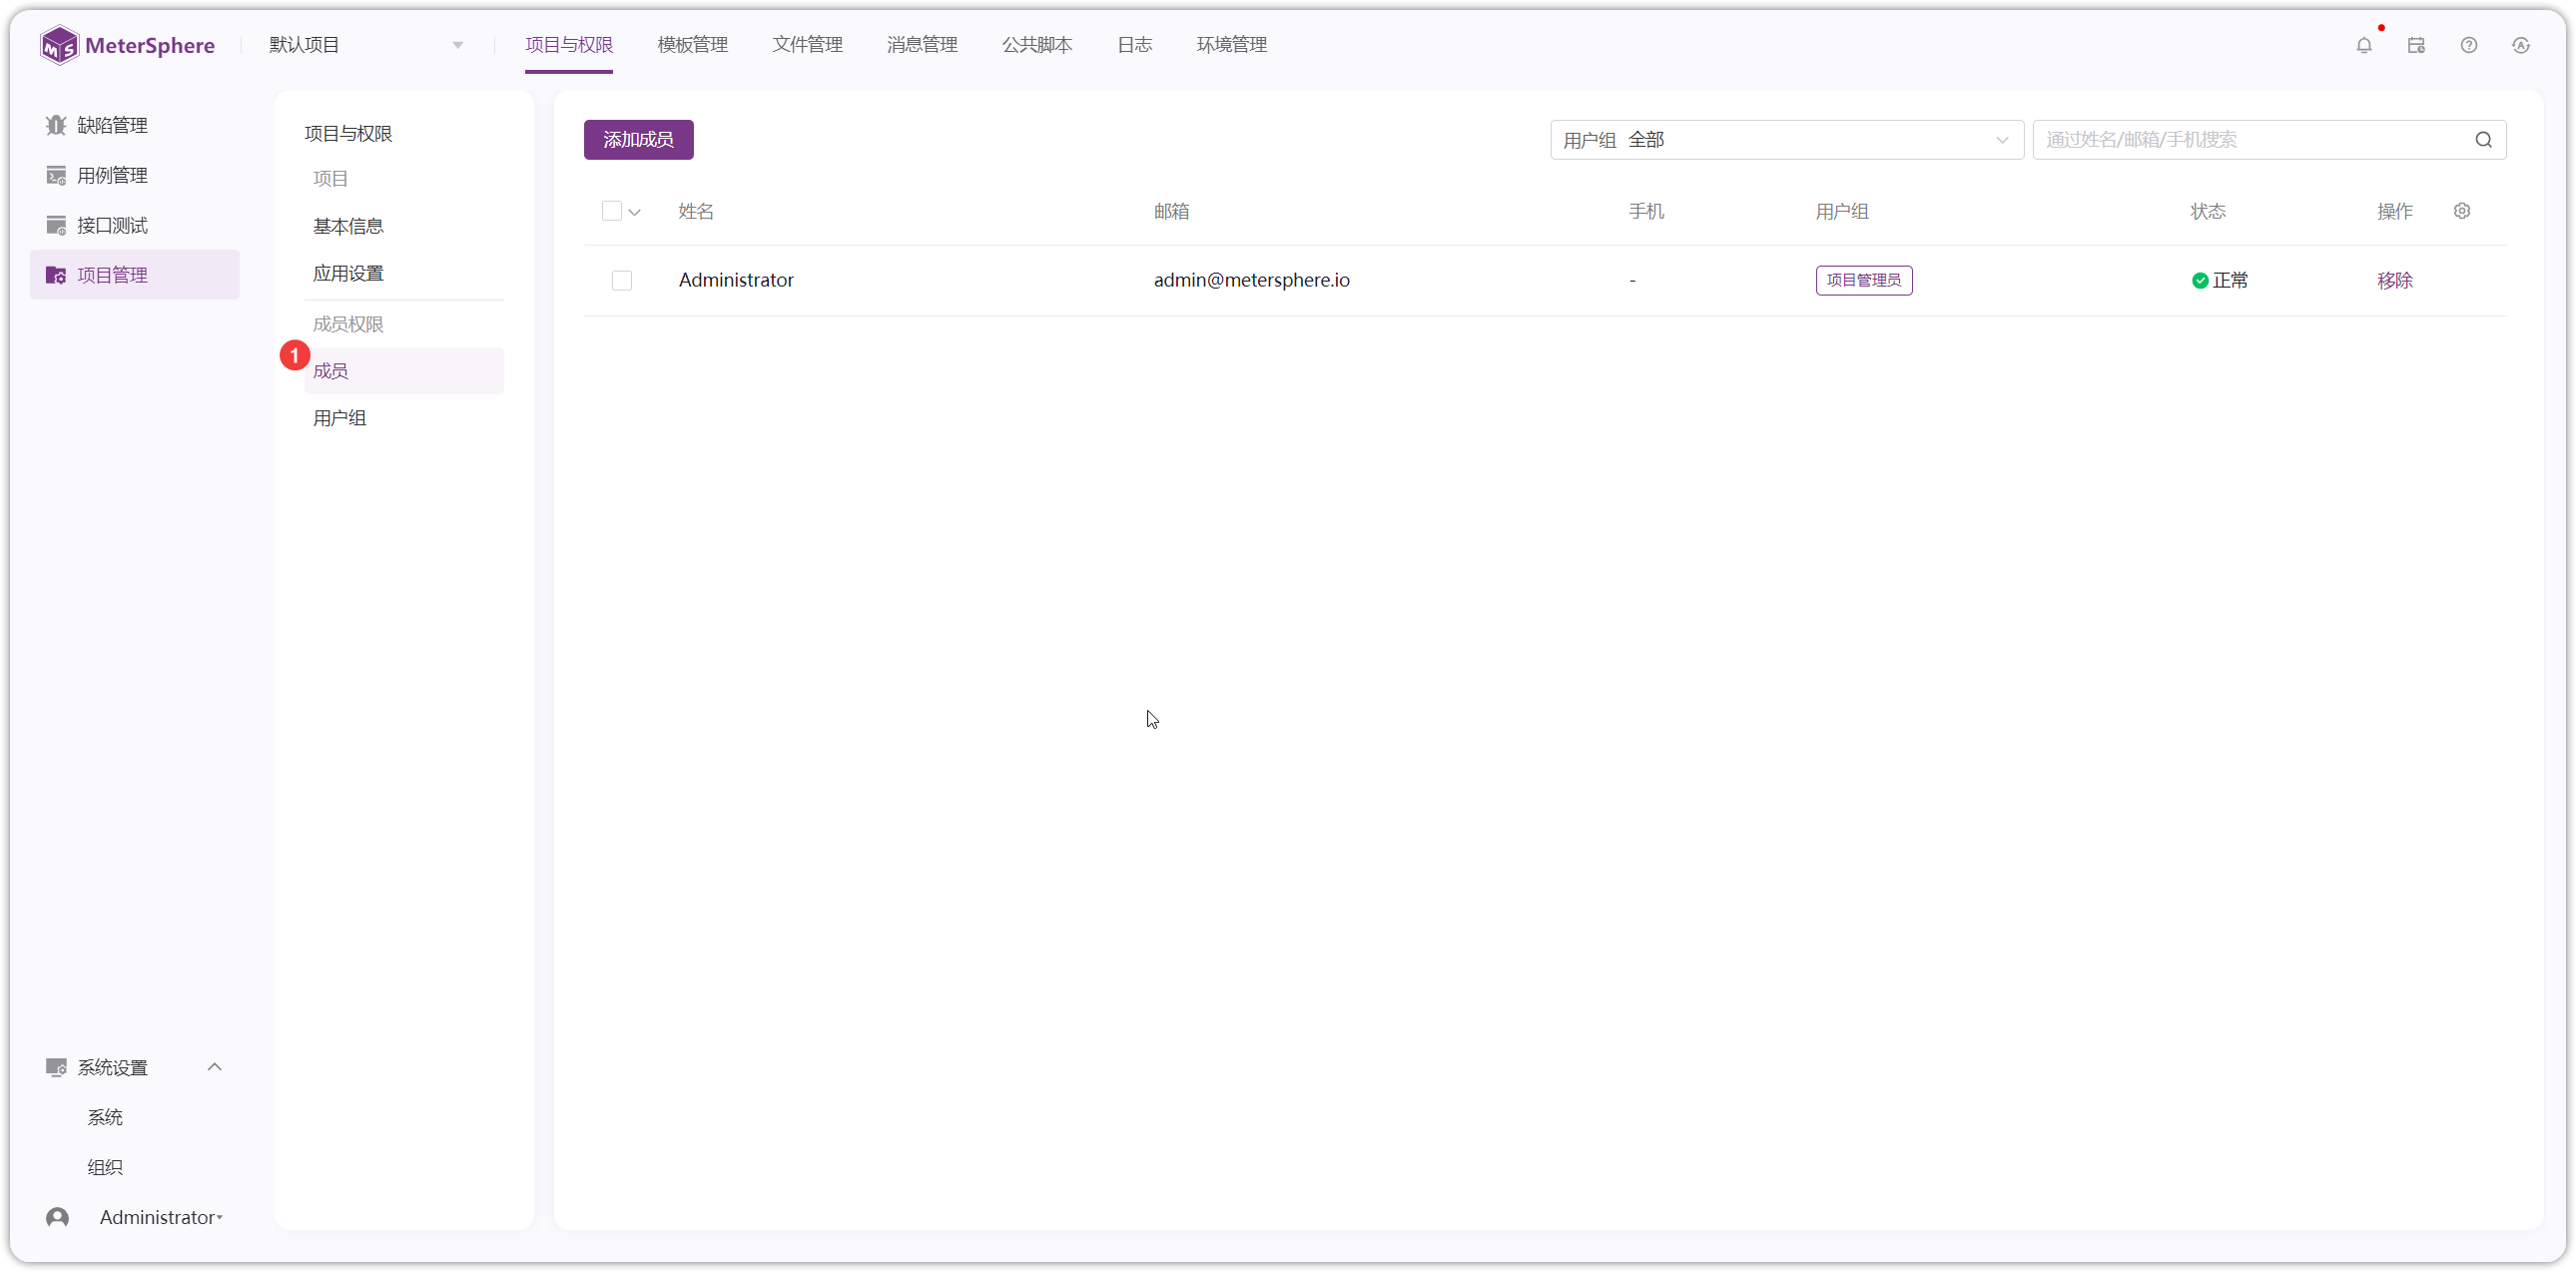 MeterSphere
默认项目
项目与权限
模板管理
文件管理
消息管理
公共脚本
日志
环境管理
缺陷管理
用例管理
接口测试
项目管理
项目与权限
项目
基本信息
应用设置
成员权限
1
成员
用户组
添加成员
用户组 全部
通过姓名/邮箱/手机搜索
姓名 邮箱 手机 用户组 状态 操作
Administrator admin@metersphere.io - 项目管理员 正常 移除
系统设置
系统
组织
Administrator